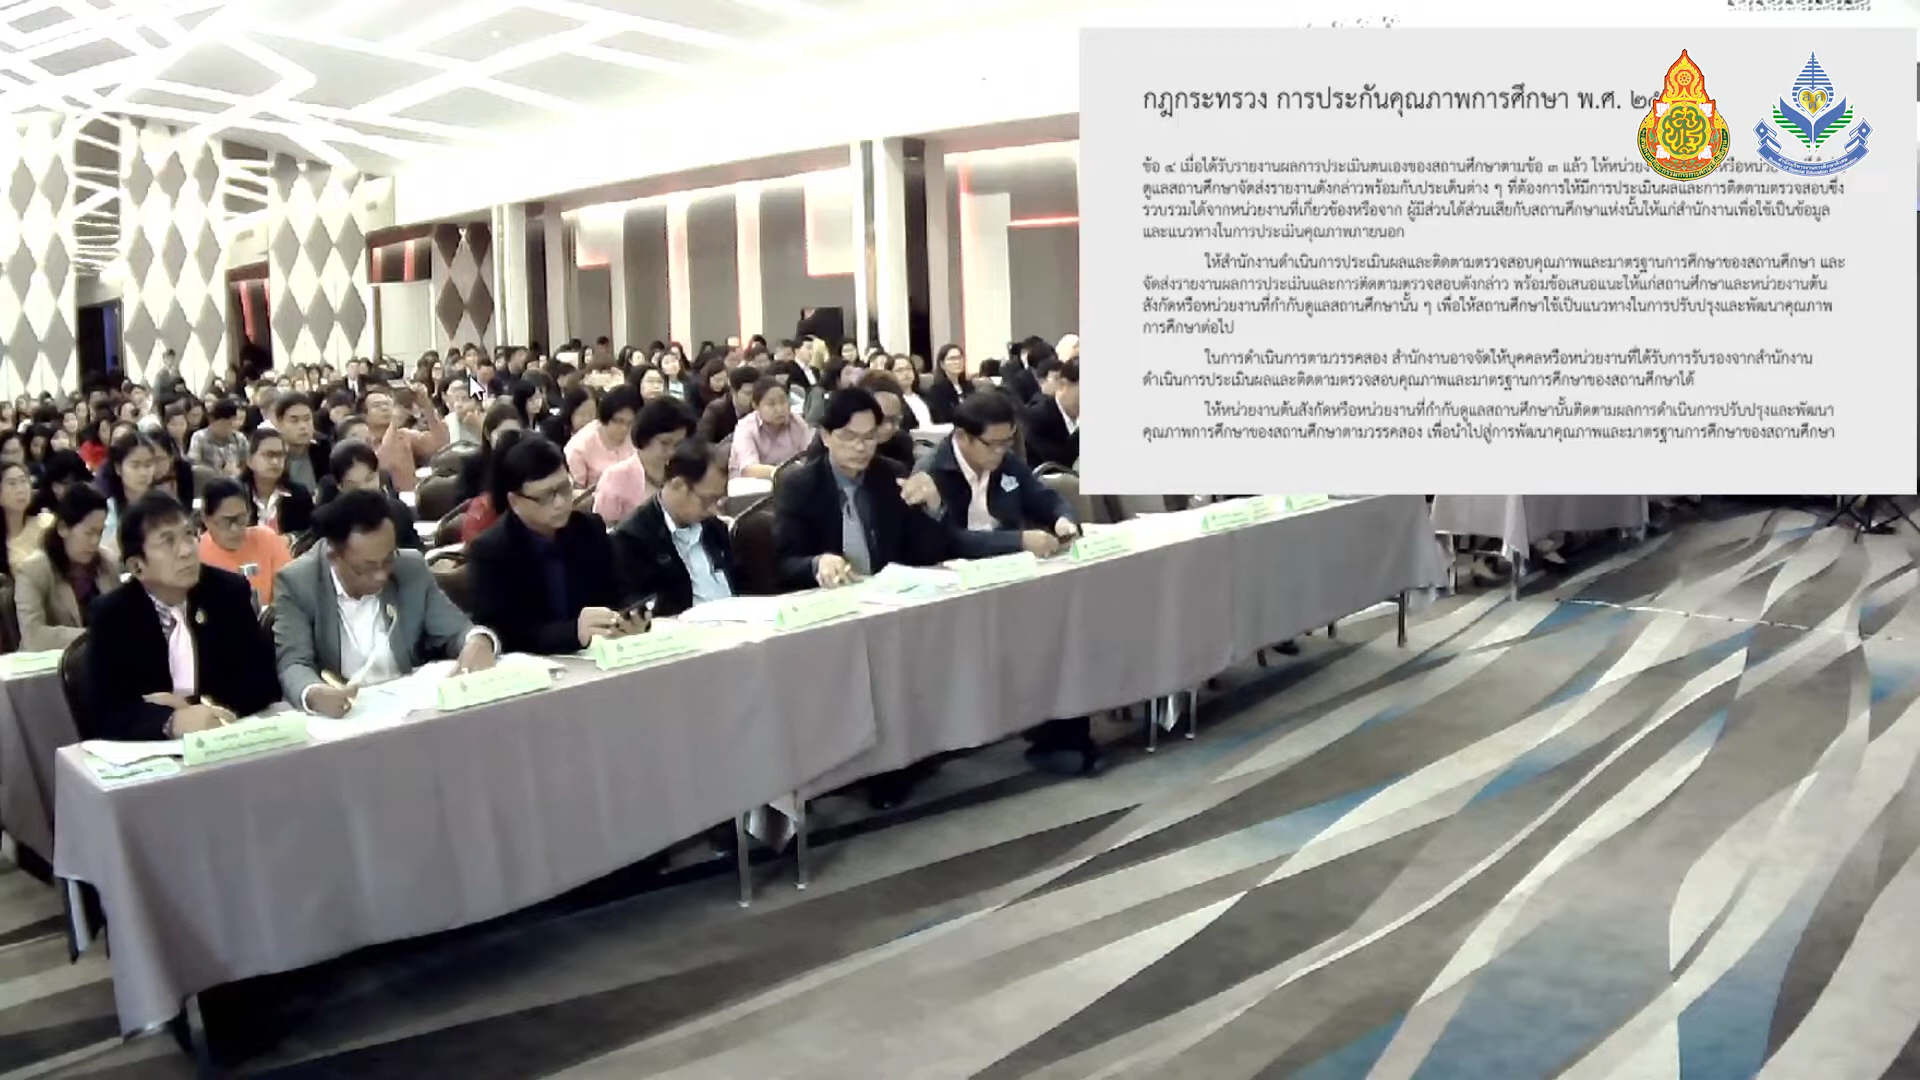 กฎกระทรวง การประกันคุณภาพการศึกษา พ.ศ.
ข้อ ๔ เมื่อได้รับรายงานผลการประเมินตนเองของสถานศึกษาตามข้อ ๓ แล้ว ให้หน่วยง
ดูแลสถานศึกษาจัดส่งรายงานดังกล่าวพร้อมกับประเด็นต่าง ๆ ที่ต้องการให้มีการประเมินผลและการติดตามตรวจสอบซึ่ง
รวบรวมได้จากหน่วยงานที่เกี่ยวข้องหรือจาก ผู้มีส่วนได้ส่วนเสียกับสถานศึกษาแห่งนั้นให้แก่สำนักงานเพื่อใช้เป็นข้อมูล
และแนวทางในการประเมินคุณภาพภายนอก
ให้สำนักงานดำเนินการประเมินผลและติดตามตรวจสอบคุณภาพและมาตรฐานการศึกษาของสถานศึกษา และ
จัดส่งรายงานผลการประเมินและการติดตามตรวจสอบดังกล่าว พร้อมข้อเสนอแนะให้แก่สถานศึกษาและหน่วยงานต้น
สังกัดหรือหน่วยงานที่กำกับดูแลสถานศึกษานั้น ๆ เพื่อให้สถานศึกษาใช้เป็นแนวทางในการปรับปรุงและพัฒนาคุณภาพ
การศึกษาต่อไป
ในการดำเนินการตามวรรคสอง สำนักงานอาจจัดให้บุคคลหรือหน่วยงานที่ได้รับการรับรองจากสำนักงาน
ดำเนินการประเมินผลและติดตามตรวจสอบคุณภาพและมาตรฐานการศึกษาของสถานศึกษาได้
ให้หน่วยงานต้นสังกัดหรือหน่วยงานที่กำกับดูแลสถานศึกษานั้นติดตามผลการดำเนินการปรับปรุงและพัฒนา
คุณภาพการศึกษาของสถานศึกษาตามวรรคสอง เพื่อนำไปสู่การพัฒนาคุณภาพและมาตรฐานการศึกษาของสถานศึกษา